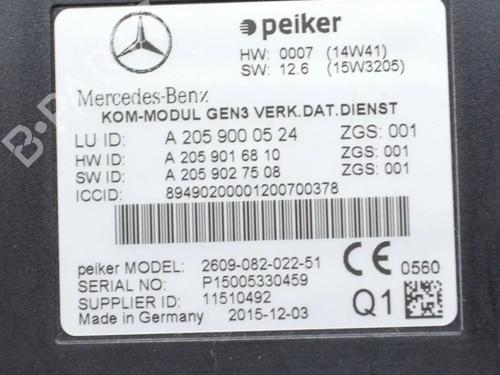 peiker
HW: 0007 (14W41)
SW: 12.6 (15W3205)
Mercedes-Benz
KOM-MODUL GEN3 VERK.DAT.DIENST
LU ID: A 205 900 05 24 ZGS: 001
HW ID: A 205 901 68 10 ZGS: 001
SW ID: A 205 902 75 08 ZGS: 001
ICCID: 89490200001200700378
peiker MODEL: 2609-082-022-51
SERIAL NO: P15005330459
SUPPLIER ID: 11510492
Made in Germany 2015-12-03
CE 0560
Q1